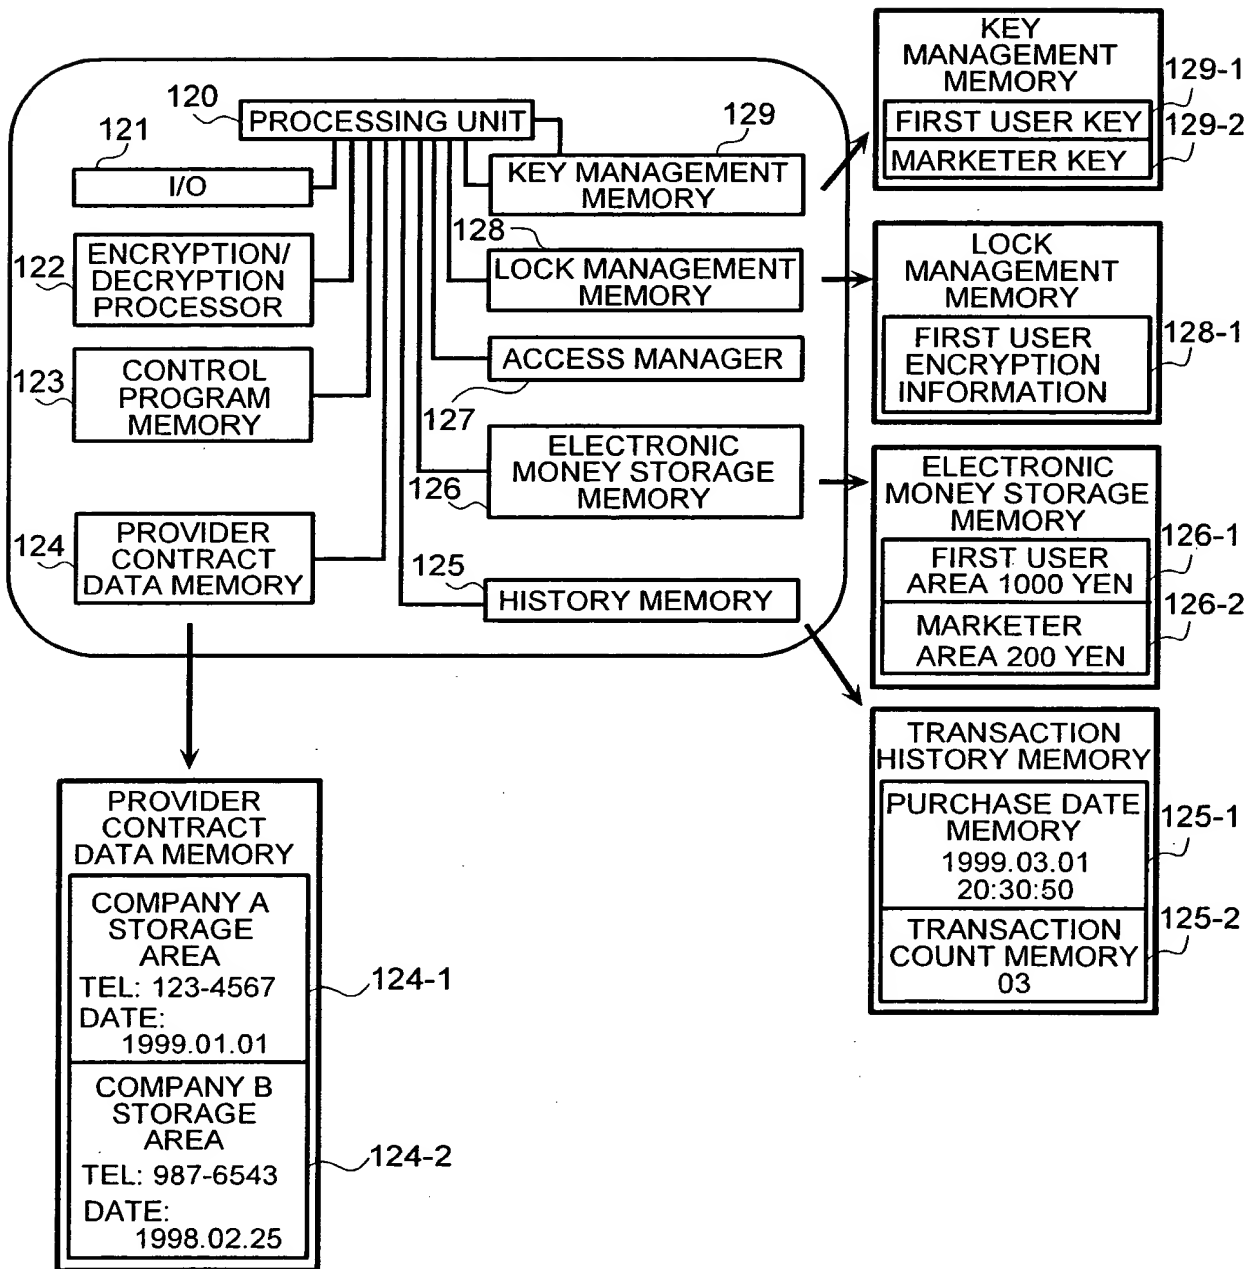 120
PROCESSING UNIT
121
I/O
122
ENCRYPTION/
DECRYPTION
PROCESSOR
123
CONTROL
PROGRAM
MEMORY
124
PROVIDER
CONTRACT
DATA MEMORY
129
KEY MANAGEMENT
MEMORY
128
LOCK MANAGEMENT
MEMORY
ACCESS MANAGER
127
ELECTRONIC
MONEY STORAGE
MEMORY
126
125
HISTORY MEMORY
KEY
MANAGEMENT
MEMORY
129-1
FIRST USER KEY
129-2
MARKETER KEY
LOCK
MANAGEMENT
MEMORY
128-1
FIRST USER
ENCRYPTION
INFORMATION
ELECTRONIC
MONEY STORAGE
MEMORY
126-1
FIRST USER
AREA 1000 YEN
126-2
MARKETER
AREA 200 YEN
TRANSACTION
HISTORY MEMORY
PURCHASE DATE
MEMORY
125-1
1999.03.01
20:30:50
125-2
TRANSACTION
COUNT MEMORY
03
PROVIDER
CONTRACT
DATA MEMORY
COMPANY A
STORAGE
AREA
TEL: 123-4567
124-1
DATE:
1999.01.01
COMPANY B
STORAGE
AREA
124-2
TEL: 987-6543
DATE:
1998.02.25